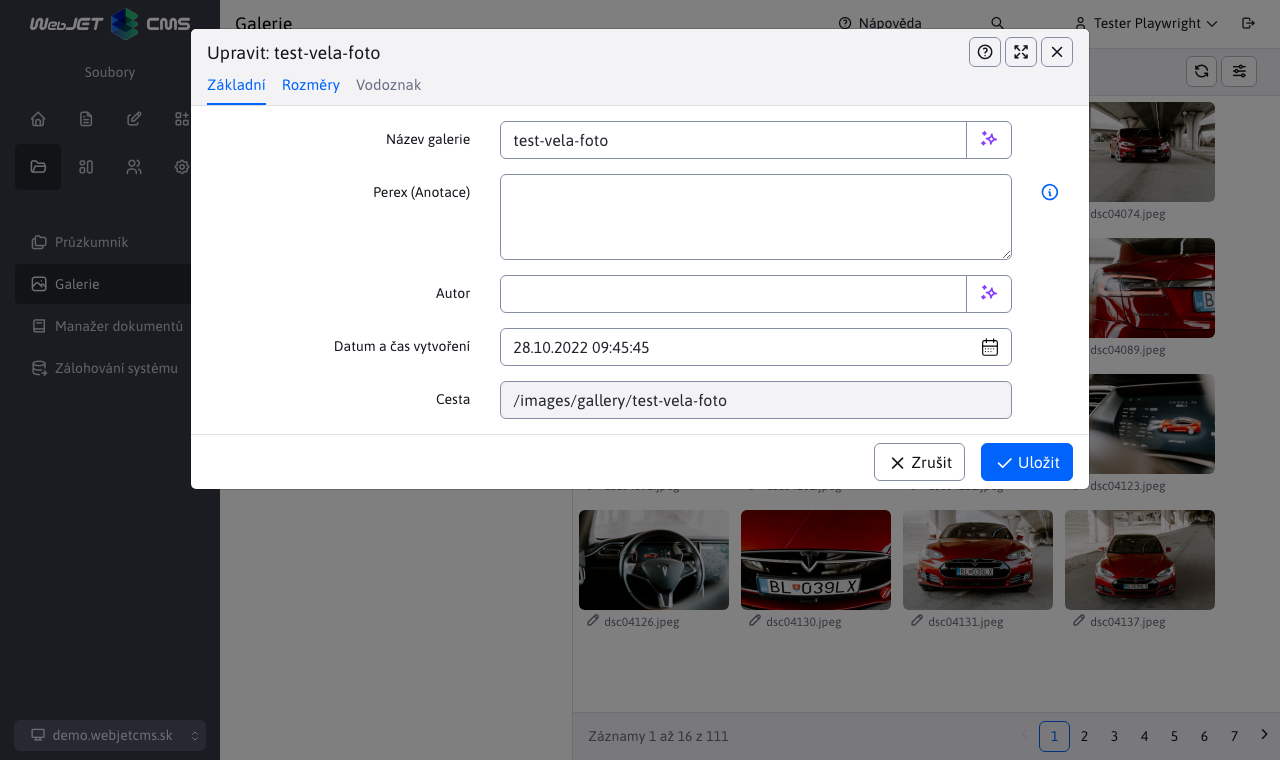 WebJET CMS
Galerie
Nápověda
Tester Playwright
Soubory
Průzkumník
Galerie
Manažer dokumentů
Zálohování systému
demo.webjetcms.sk
Upravit: test-vela-foto
Základní
Rozměry
Vodoznak
Název galerie
test-vela-foto
Perex (Anotace)
Autor
Datum a čas vytvoření
28.10.2022 09:45:45
Cesta
/images/gallery/test-vela-foto
Zrušit
Uložit
dsc04074.jpeg
dsc04089.jpeg
dsc04123.jpeg
BL 039LX
dsc04126.jpeg
dsc04130.jpeg
dsc04131.jpeg
dsc04137.jpeg
Záznamy 1 až 16 z 111
1 2 3 4 5 6 7